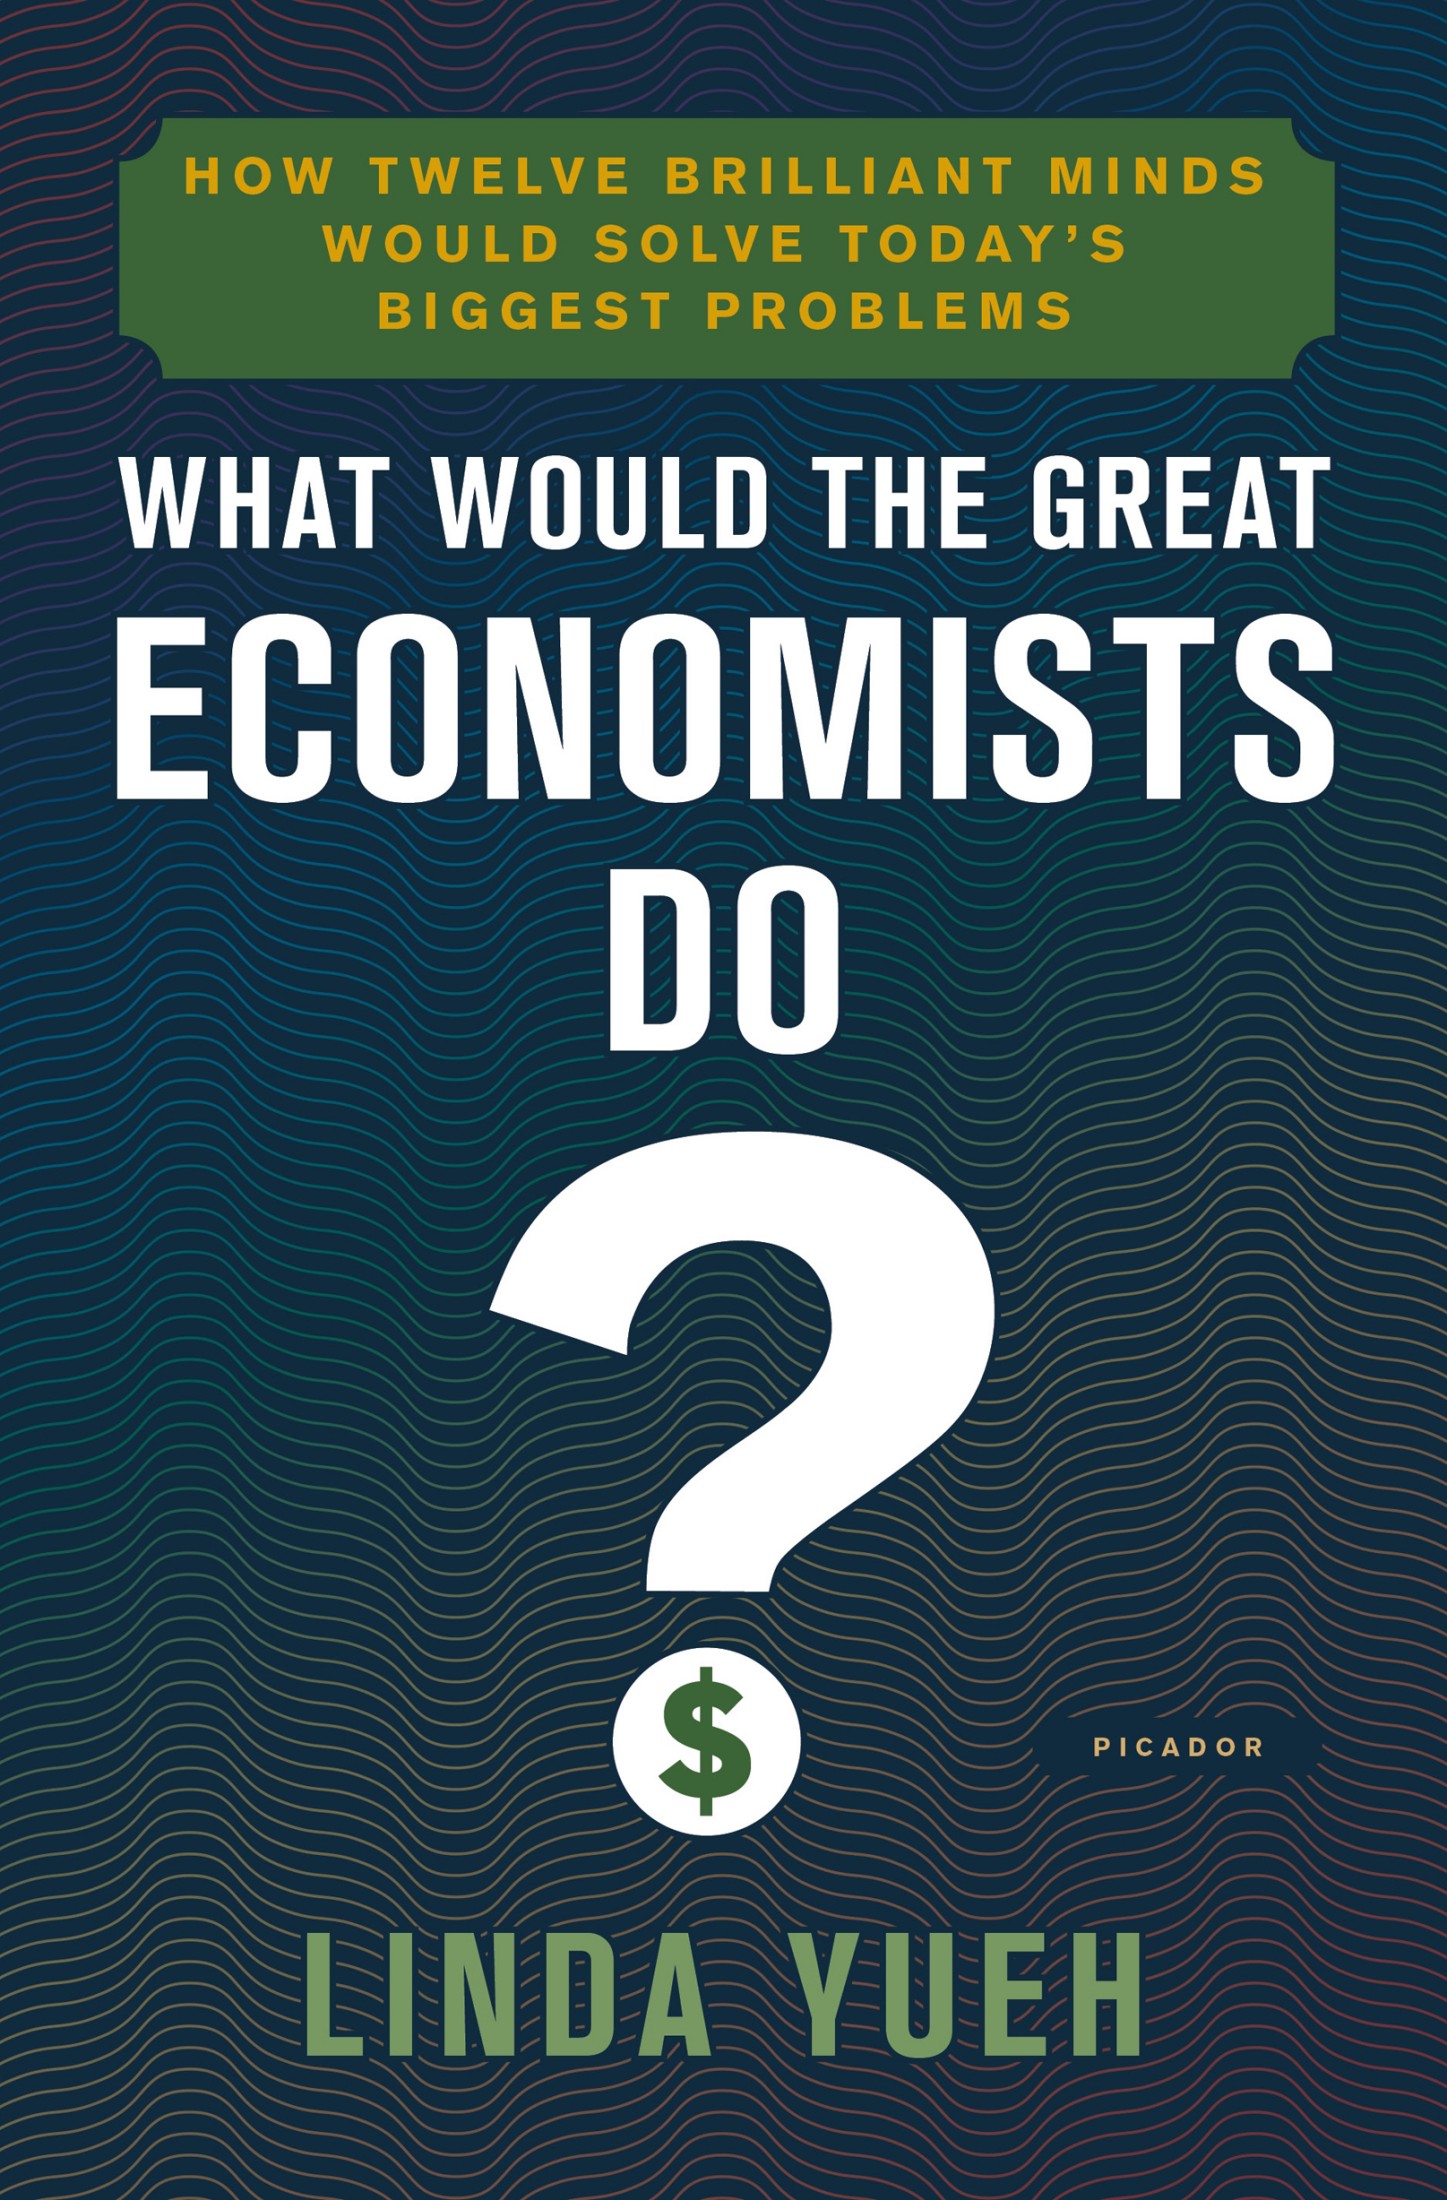 HOW TWELVE BRILLIANT MINDS
WOULD SOLVE TODAY’S
BIGGEST PROBLEMS
WHAT WOULD THE GREAT
ECONOMISTS
DO
?
$
PICADOR
LINDA YUEH